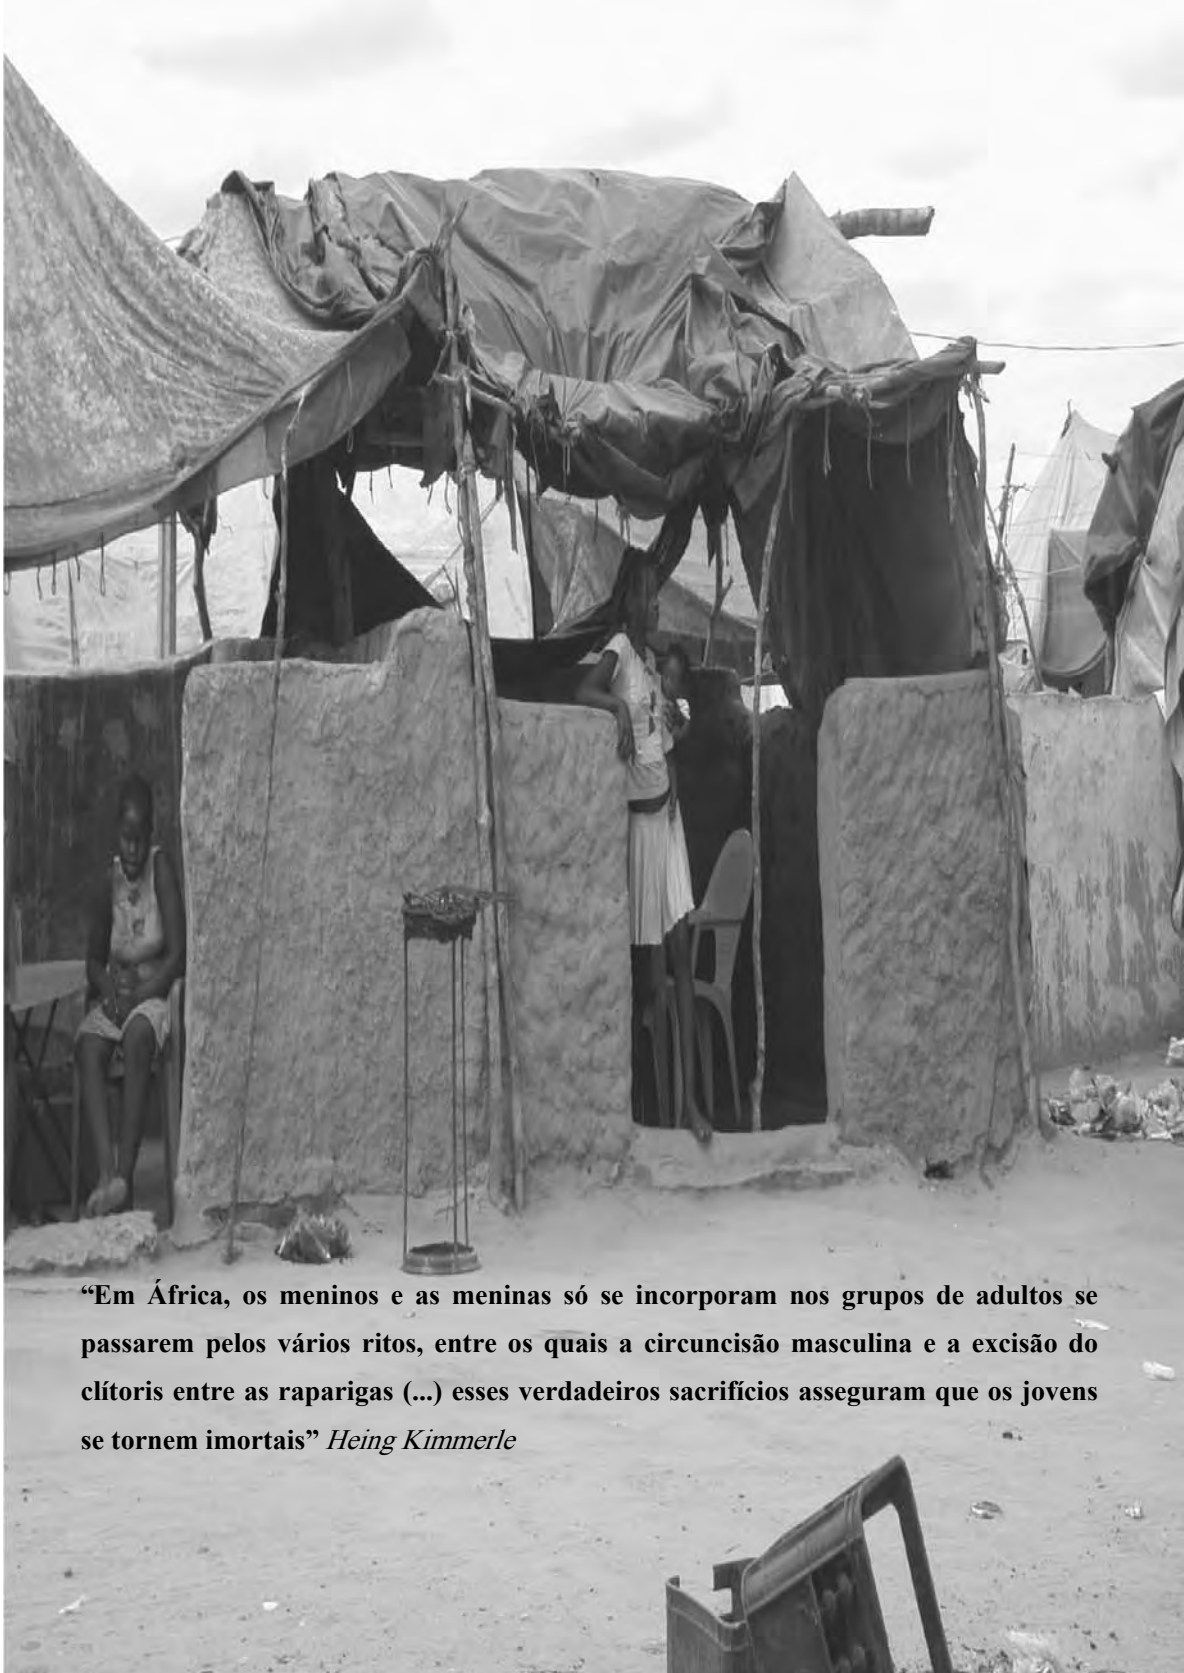 “Em África, os meninos e as meninas só se incorporam nos grupos de adultos se
passarem pelos vários ritos, entre os quais a circuncisão masculina e a excisão do
clítoris entre as raparigas (...) esses verdadeiros sacrifícios asseguram que os jovens
se tornem imortais” Heing Kimmerle